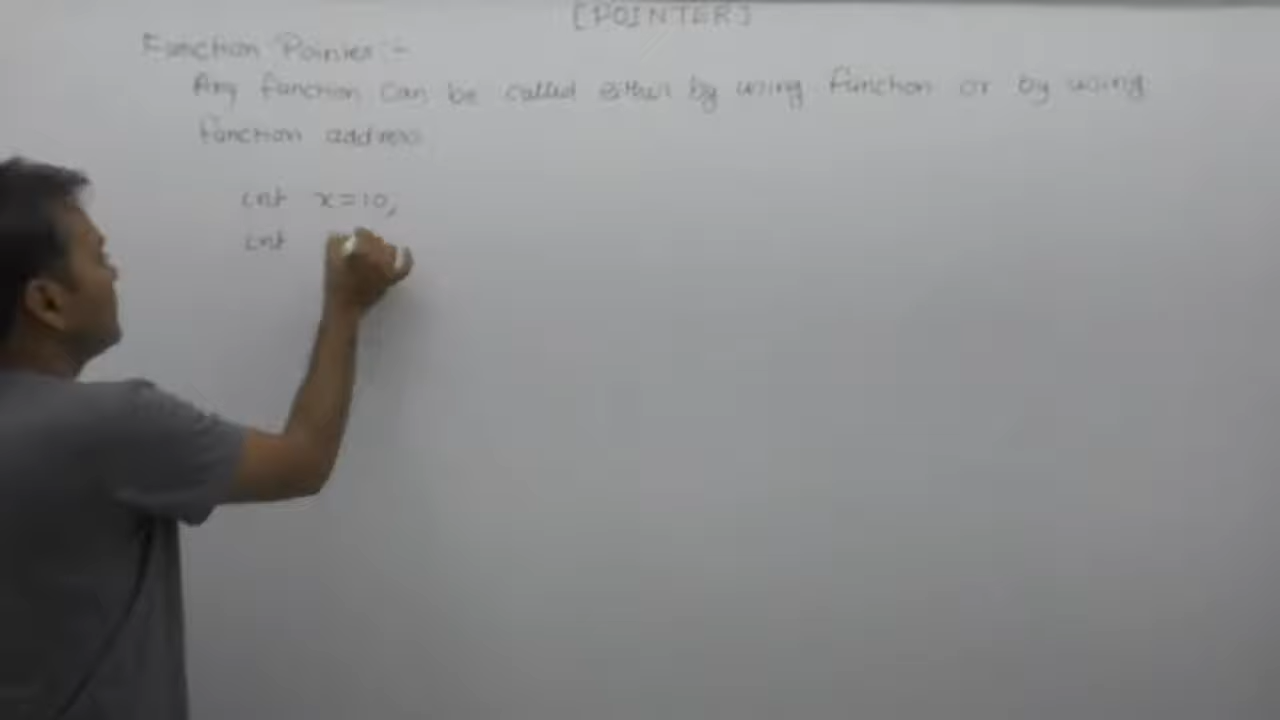 [POINTER]
Function Pointer :-
Any function can be called either by using function or by using
function address
int x=10;
int